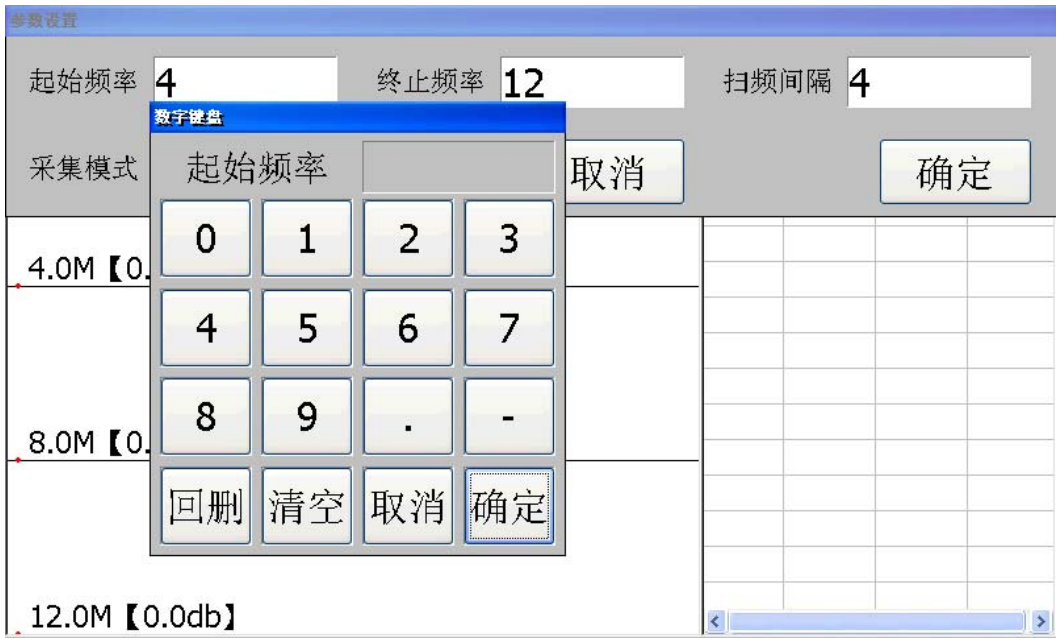 参数设置
起始频率 4 终止频率 12 扫频间隔 4
数字键盘
采集模式 起始频率 取消 确定
0 1 2 3
4.0M【0.
4 5 6 7
8 9 . -
8.0M【0.
回删 清空 取消 确定
12.0M【0.0db】